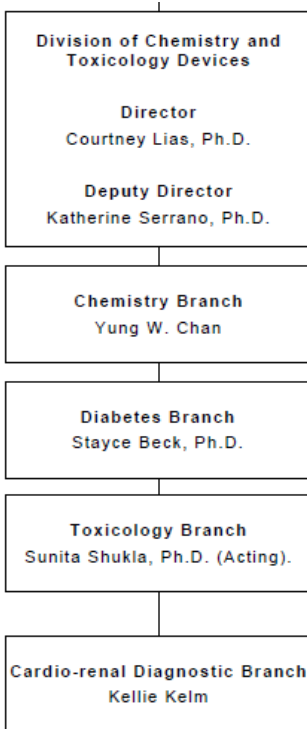 Division of Chemistry and
Toxicology Devices
Director
Courtney Lias, Ph.D.
Deputy Director
Katherine Serrano, Ph.D.
Chemistry Branch
Yung W. Chan
Diabetes Branch
Stayce Beck, Ph.D.
Toxicology Branch
Sunita Shukla, Ph.D. (Acting).
Cardio-renal Diagnostic Branch
Kellie Kelm